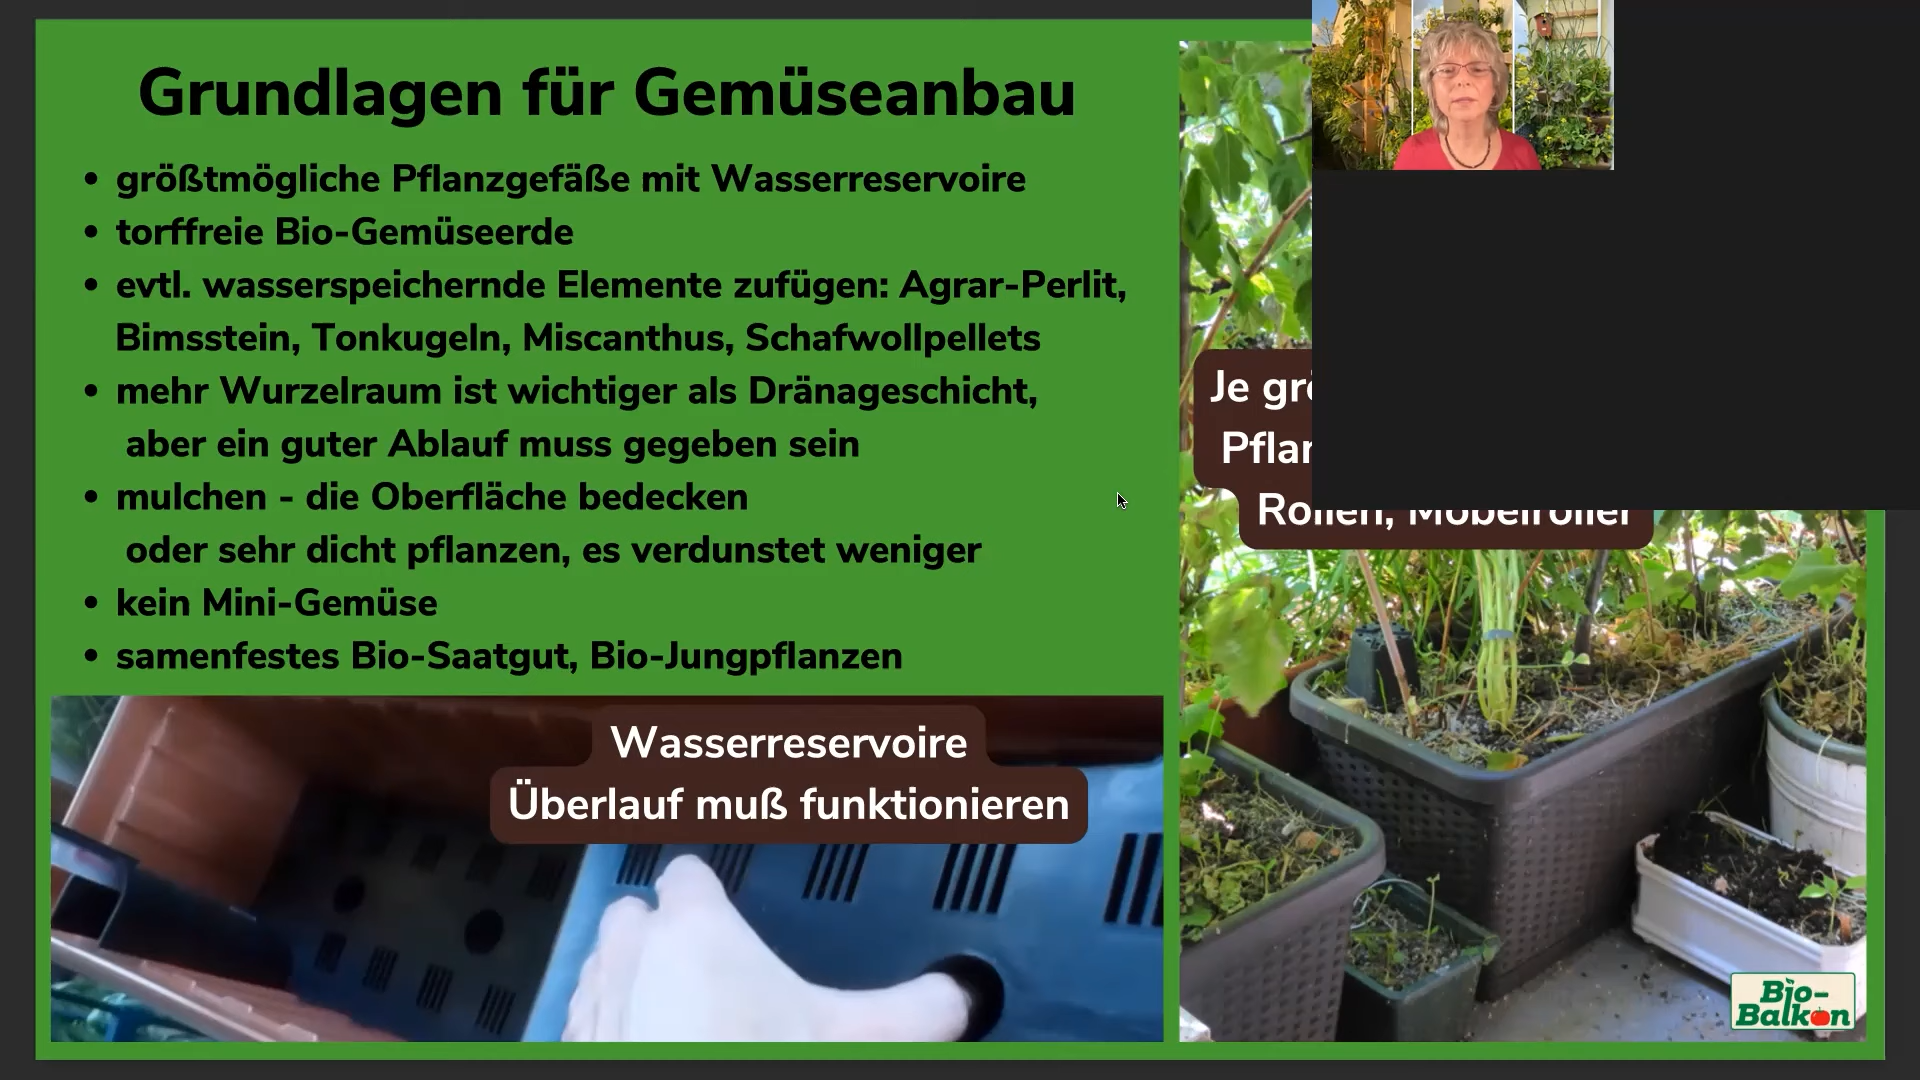 Grundlagen für Gemüseanbau
• größtmögliche Pflanzgefäße mit Wasserreservoire
• torffreie Bio-Gemüseerde
• evtl. wasserspeichernde Elemente zufügen: Agrar-Perlit,
Bimsstein, Tonkugeln, Miscanthus, Schafwollpellets
• mehr Wurzelraum ist wichtiger als Dränageschicht,
aber ein guter Ablauf muss gegeben sein
• mulchen - die Oberfläche bedecken
oder sehr dicht pflanzen, es verdunstet weniger
• kein Mini-Gemüse
• samenfestes Bio-Saatgut, Bio-Jungpflanzen
Wasserreservoire
Überlauf muß funktionieren
Je
Rollen, Möbelroller
Bio-
Balkon